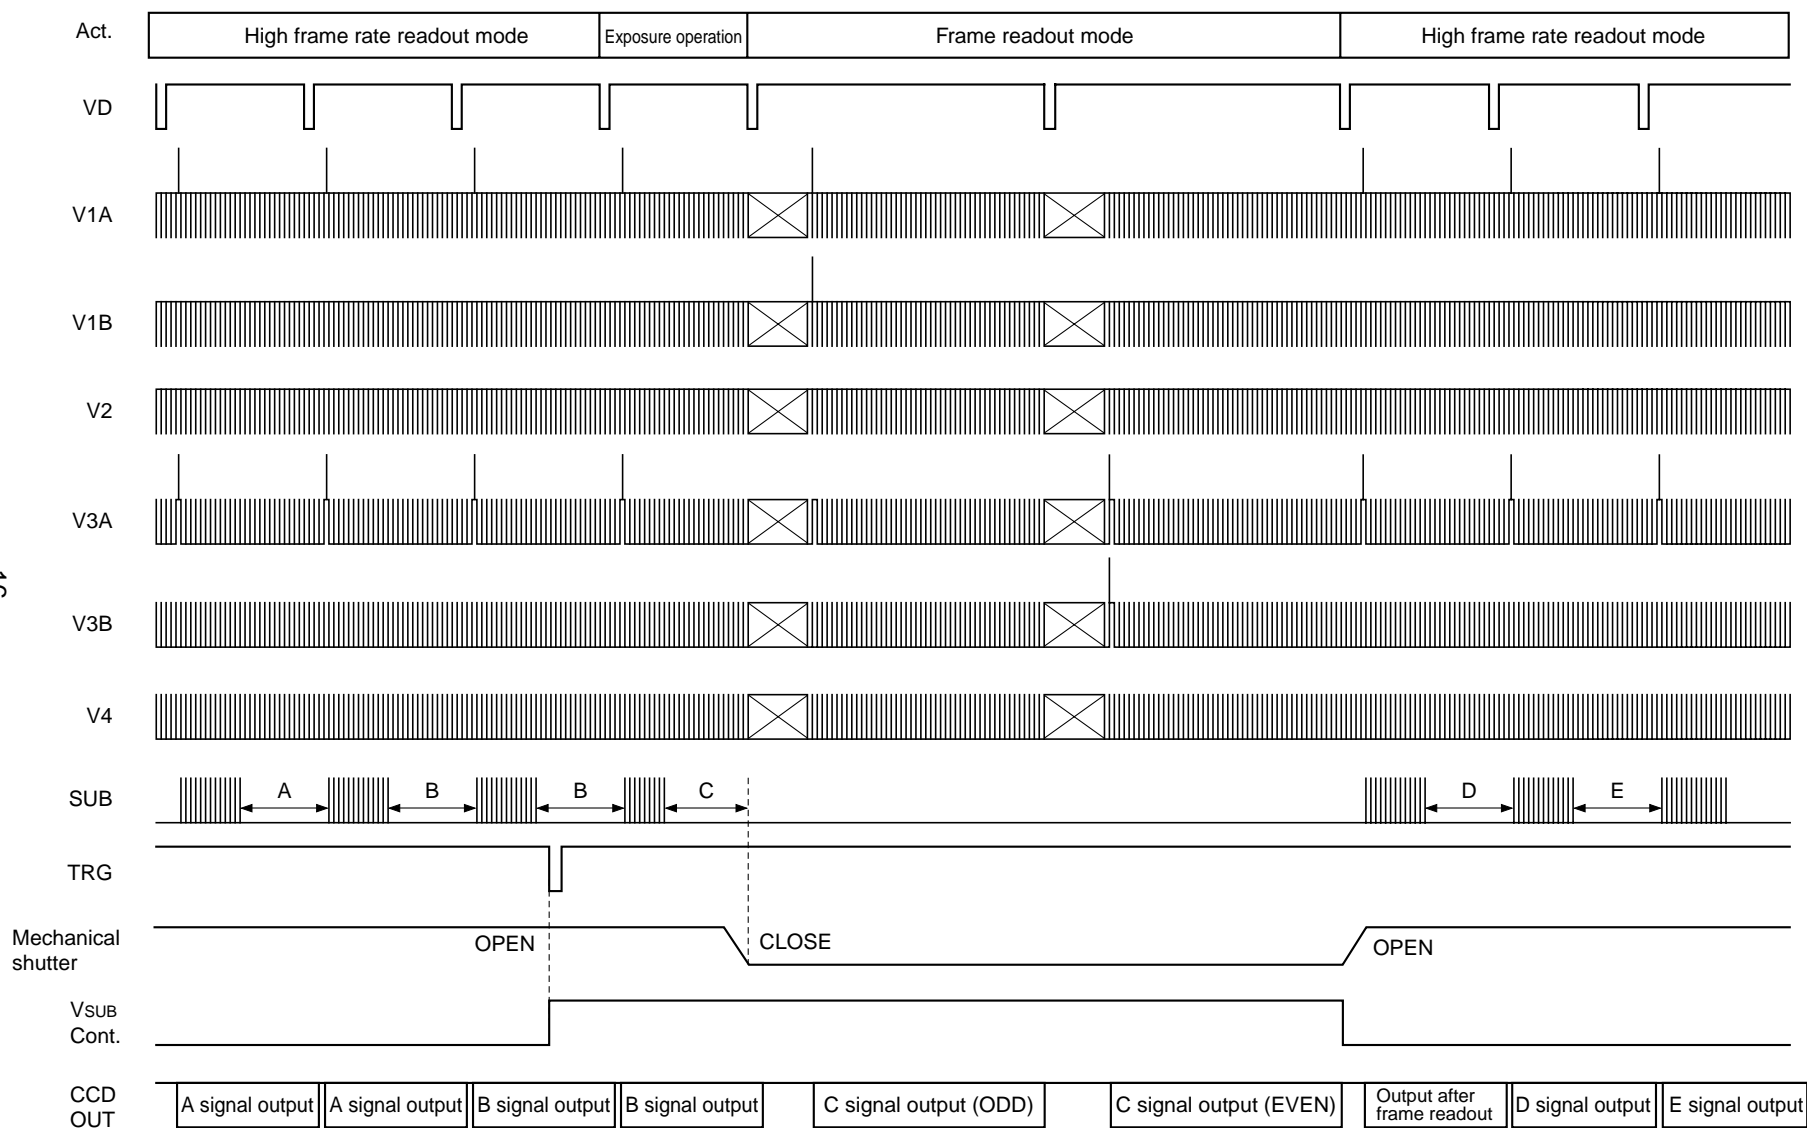 Act.
High frame rate readout mode
Exposure operation
Frame readout mode
High frame rate readout mode
VD
V1A
V1B
V2
V3A
V3B
V4
SUB
A
B
B
C
D
E
TRG
Mechanical
shutter
OPEN
CLOSE
OPEN
VSUB
Cont.
CCD
OUT
A signal output
A signal output
B signal output
B signal output
C signal output (ODD)
C signal output (EVEN)
Output after
frame readout
D signal output
E signal output